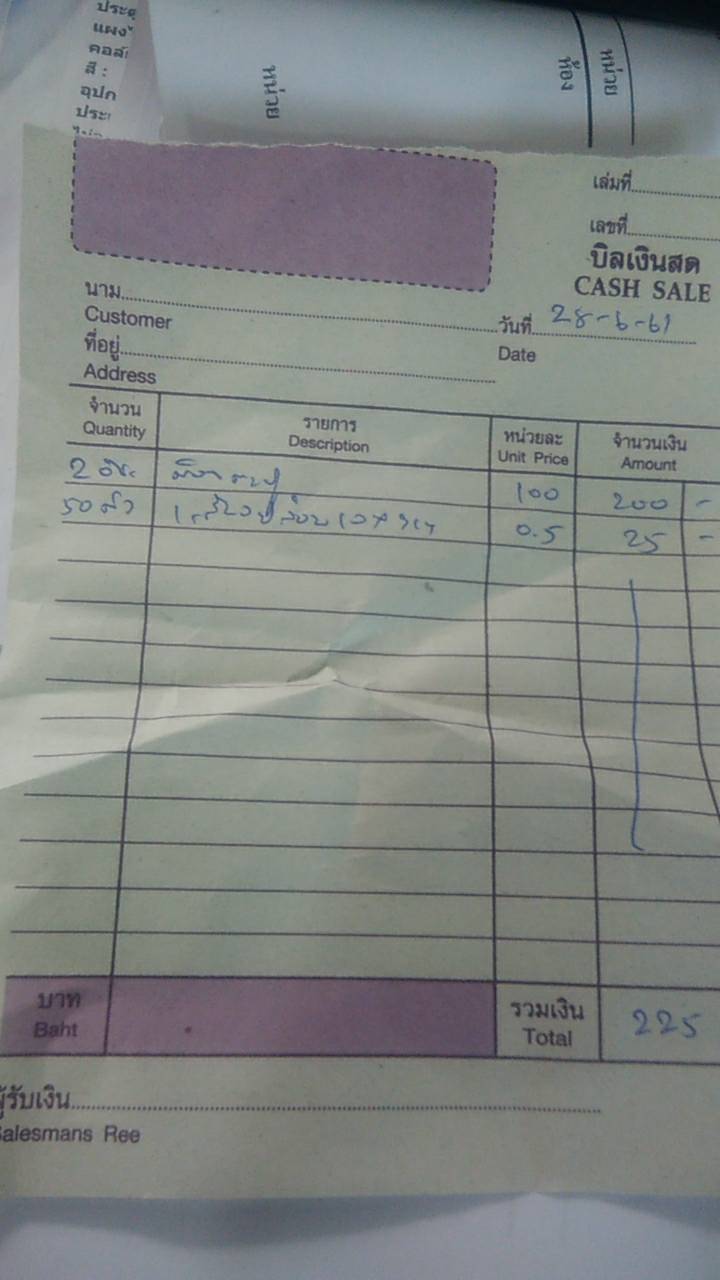 ประตู
แผง
คอล
สี :
อุปก
ประ
หน่วย
ห้อง
หน่วย
เล่มที่
เลขที่
บิลเงินสด
CASH SALE
นาม
Customer
วันที่ 28-6-61
Date
ที่อยู่
Address
จำนวน รายการ หน่วยละ จำนวนเงิน
Quantity Description Unit Price Amount
2 100 200 -
50 ตัว 0.5 25 -
บาท รวมเงิน 225
Baht Total
ผู้รับเงิน
Salesmans Ree